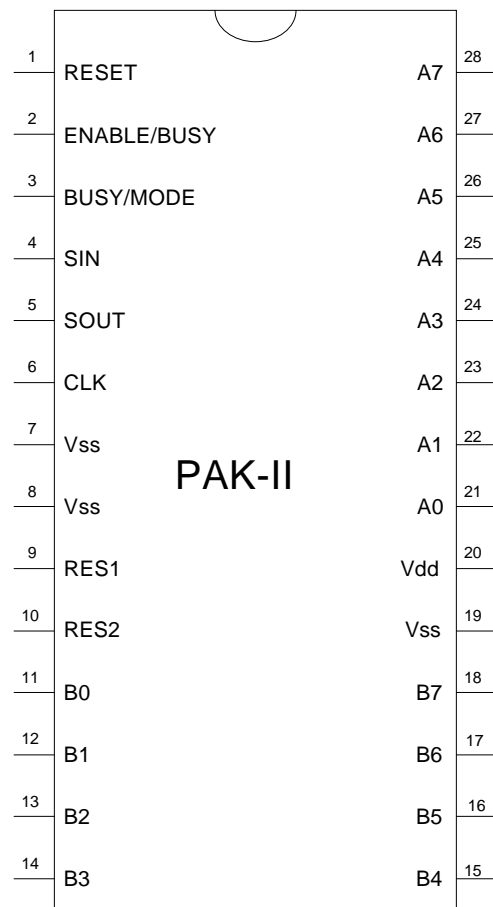 1 RESET A7 28
2 ENABLE/BUSY A6 27
3 BUSY/MODE A5 26
4 SIN A4 25
5 SOUT A3 24
6 CLK A2 23
7 Vss A1 22
PAK-II
8 Vss A0 21
9 RES1 Vdd 20
10 RES2 Vss 19
11 B0 B7 18
12 B1 B6 17
13 B2 B5 16
14 B3 B4 15